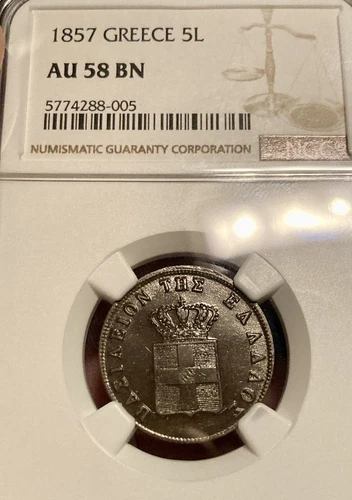 1857 GREECE 5L
AU 58 BN
5774288-005
NUMISMATIC GUARANTY CORPORATION
NGC
ΒΑΣΙΛΕΙΟΝ ΤΗΣ ΕΛΛΑΔΟΣ